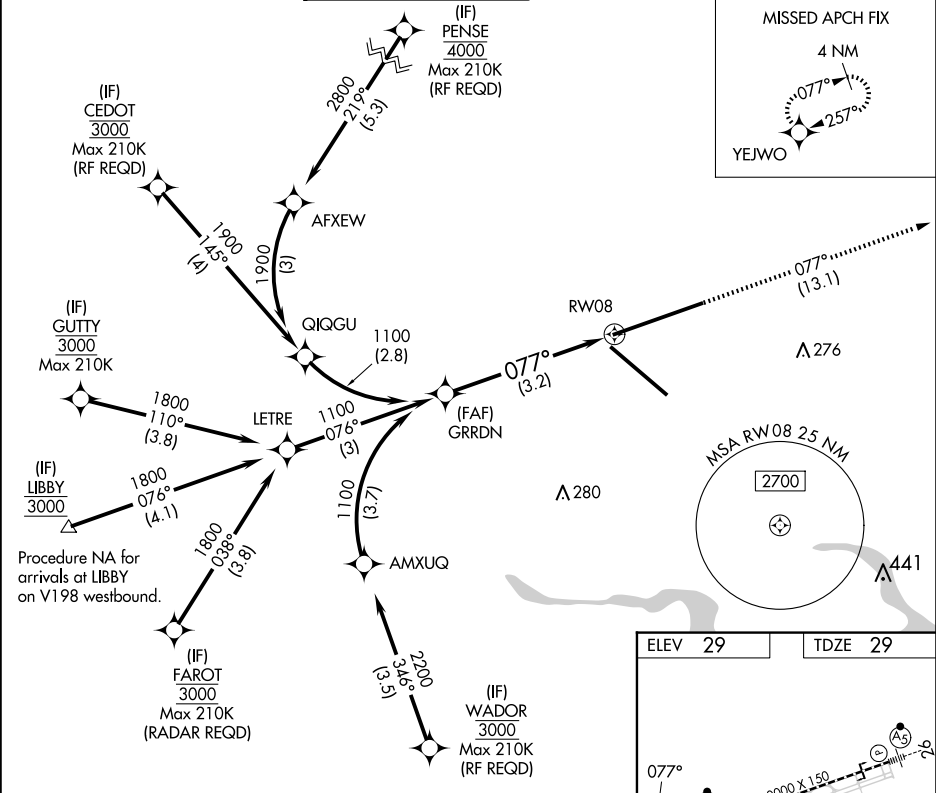 (IF)
PENSE
4000
Max 210K
(RF REQD)
MISSED APCH FIX
4 NM
077°
257°
YEJWO
(IF)
CEDOT
3000
Max 210K
(RF REQD)
2800
219°
(5.3)
AFXEW
1900
145°
(4)
1900
(3)
077°
(13.1)
(IF)
GUTTY
3000
Max 210K
QIQGU
1100
(2.8)
RW08
276
077°
(3.2)
1800
110°
(3.8)
LETRE
1100
076°
(3)
(FAF)
GRRDN
MSA RW08 25 NM
2700
(IF)
LIBBY
3000
1800
076°
(4.1)
1100
(3.7)
280
Procedure NA for
arrivals at LIBBY
on V198 westbound.
1800
038°
(3.8)
AMXUQ
441
(IF)
FAROT
3000
Max 210K
(RADAR REQD)
2200
346°
(3.5)
(IF)
WADOR
3000
Max 210K
(RF REQD)
ELEV 29
TDZE 29
A5
P
26
077°
000 X 150